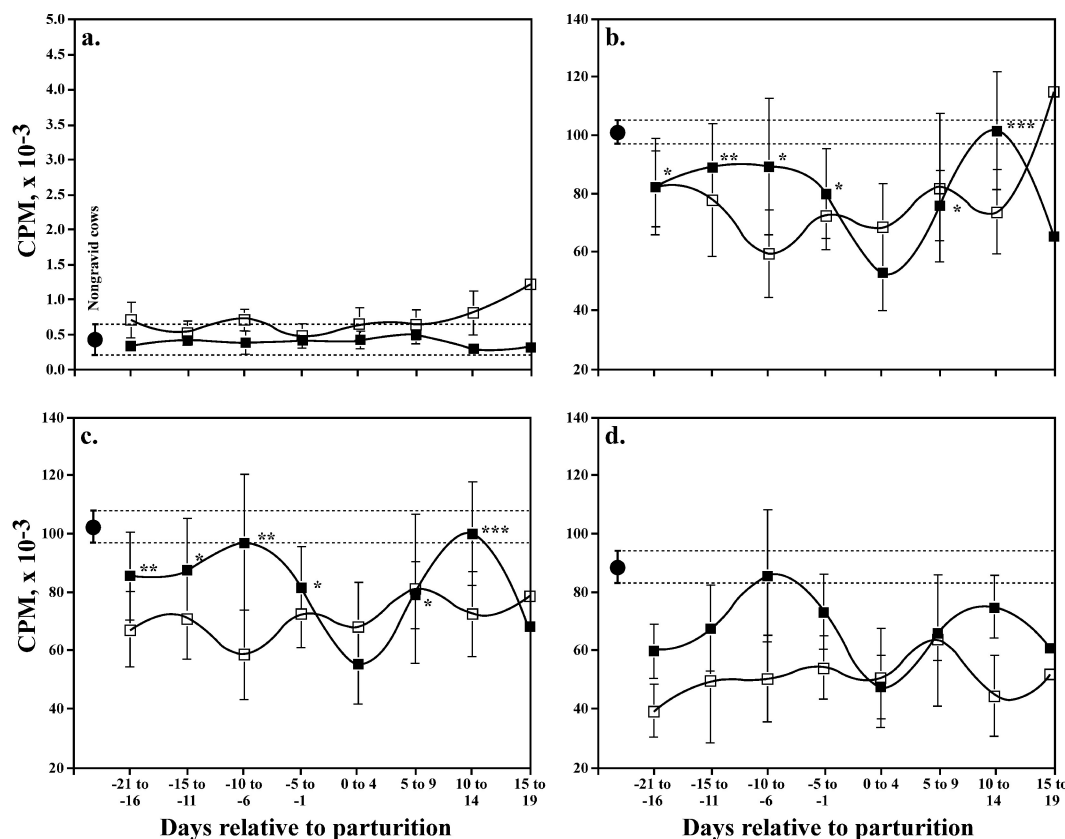 a.
5.0
4.5
4.0
3.5
3.0
2.5
2.0
1.5
1.0
0.5
0.0
CPM, x 10-3
Nongravid cows
b.
140
120
100
80
60
40
20
*
**
*
*
*
***
c.
140
120
100
80
60
40
20
CPM, x 10-3
**
*
**
*
*
***
-21 to
-16
-15 to
-11
-10 to
-6
-5 to
-1
0 to 4
5 to 9
10 to
14
15 to
19
Days relative to parturition
d.
140
120
100
80
60
40
20
-21 to
-16
-15 to
-11
-10 to
-6
-5 to
-1
0 to 4
5 to 9
10 to
14
15 to
19
Days relative to parturition